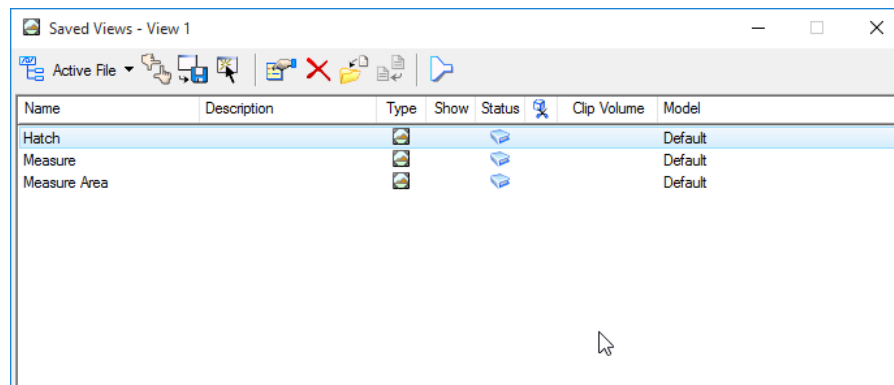 Saved Views - View 1
Active File
Name Description Type Show Status Clip Volume Model
Hatch Default
Measure Default
Measure Area Default